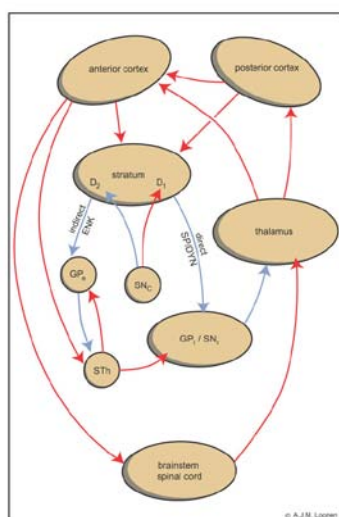 anterior cortex
posterior cortex
striatum
D2
D1
indirect
ENK
direct
SP/DYN
thalamus
GPe
SNC
GPi / SNr
STh
brainstem
spinal cord
© A.J.M. Loonen